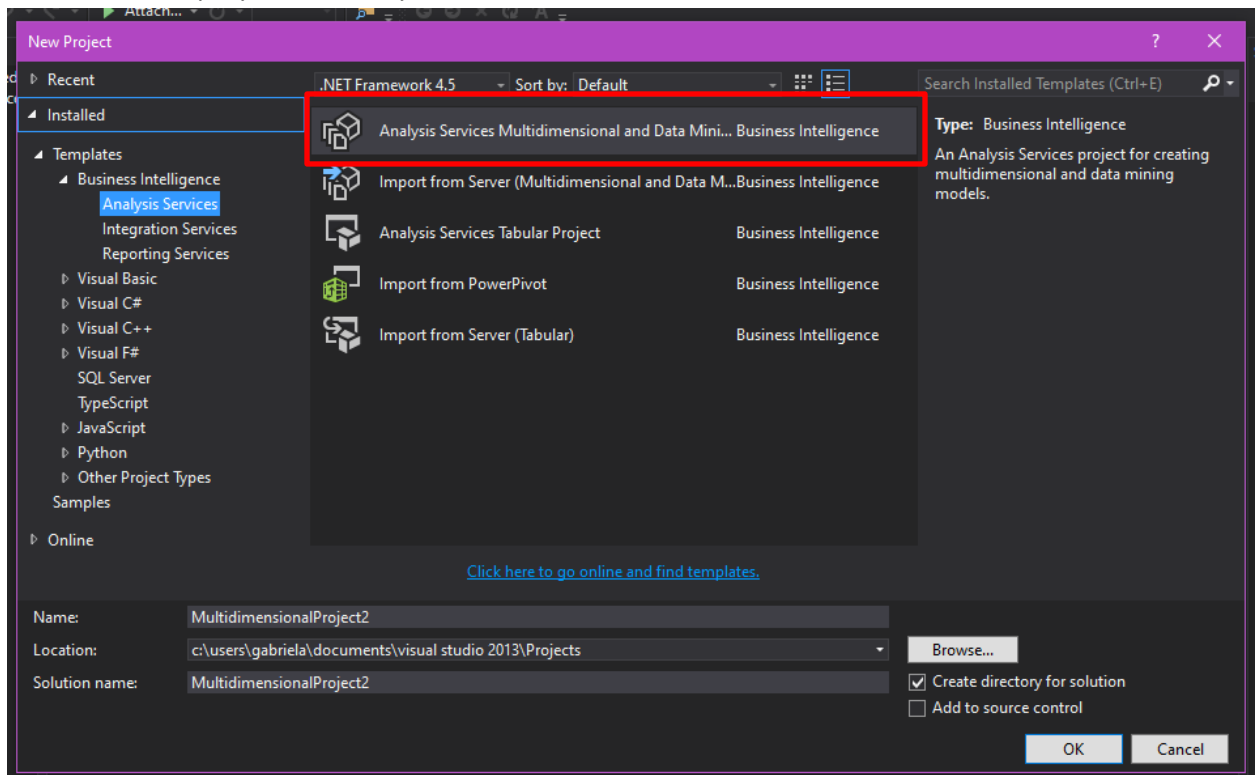 Attach...
New Project
?
Recent
.NET Framework 4.5
Sort by: Default
Search Installed Templates (Ctrl+E)
Installed
Templates
Business Intelligence
Analysis Services
Integration Services
Reporting Services
Visual Basic
Visual C#
Visual C++
Visual F#
SQL Server
TypeScript
JavaScript
Python
Other Project Types
Samples
Online
Analysis Services Multidimensional and Data Mini... Business Intelligence
Import from Server (Multidimensional and Data M... Business Intelligence
Analysis Services Tabular Project Business Intelligence
Import from PowerPivot Business Intelligence
Import from Server (Tabular) Business Intelligence
Type: Business Intelligence
An Analysis Services project for creating
multidimensional and data mining
models.
Click here to go online and find templates.
Name: MultidimensionalProject2
Location: c:\users\gabriela\documents\visual studio 2013\Projects
Browse...
Solution name: MultidimensionalProject2
Create directory for solution
Add to source control
OK
Cancel